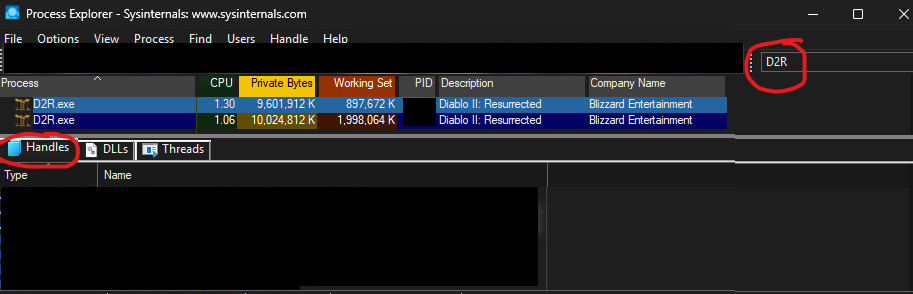 Process Explorer - Sysinternals: www.sysinternals.com
File Options View Process Find Users Handle Help
D2R
Process CPU Private Bytes Working Set PID Description Company Name
D2R.exe 1.30 9,601,912 K 897,672 K Diablo II: Resurrected Blizzard Entertainment
D2R.exe 1.06 10,024,812 K 1,998,064 K Diablo II: Resurrected Blizzard Entertainment
Handles DLLs Threads
Type Name